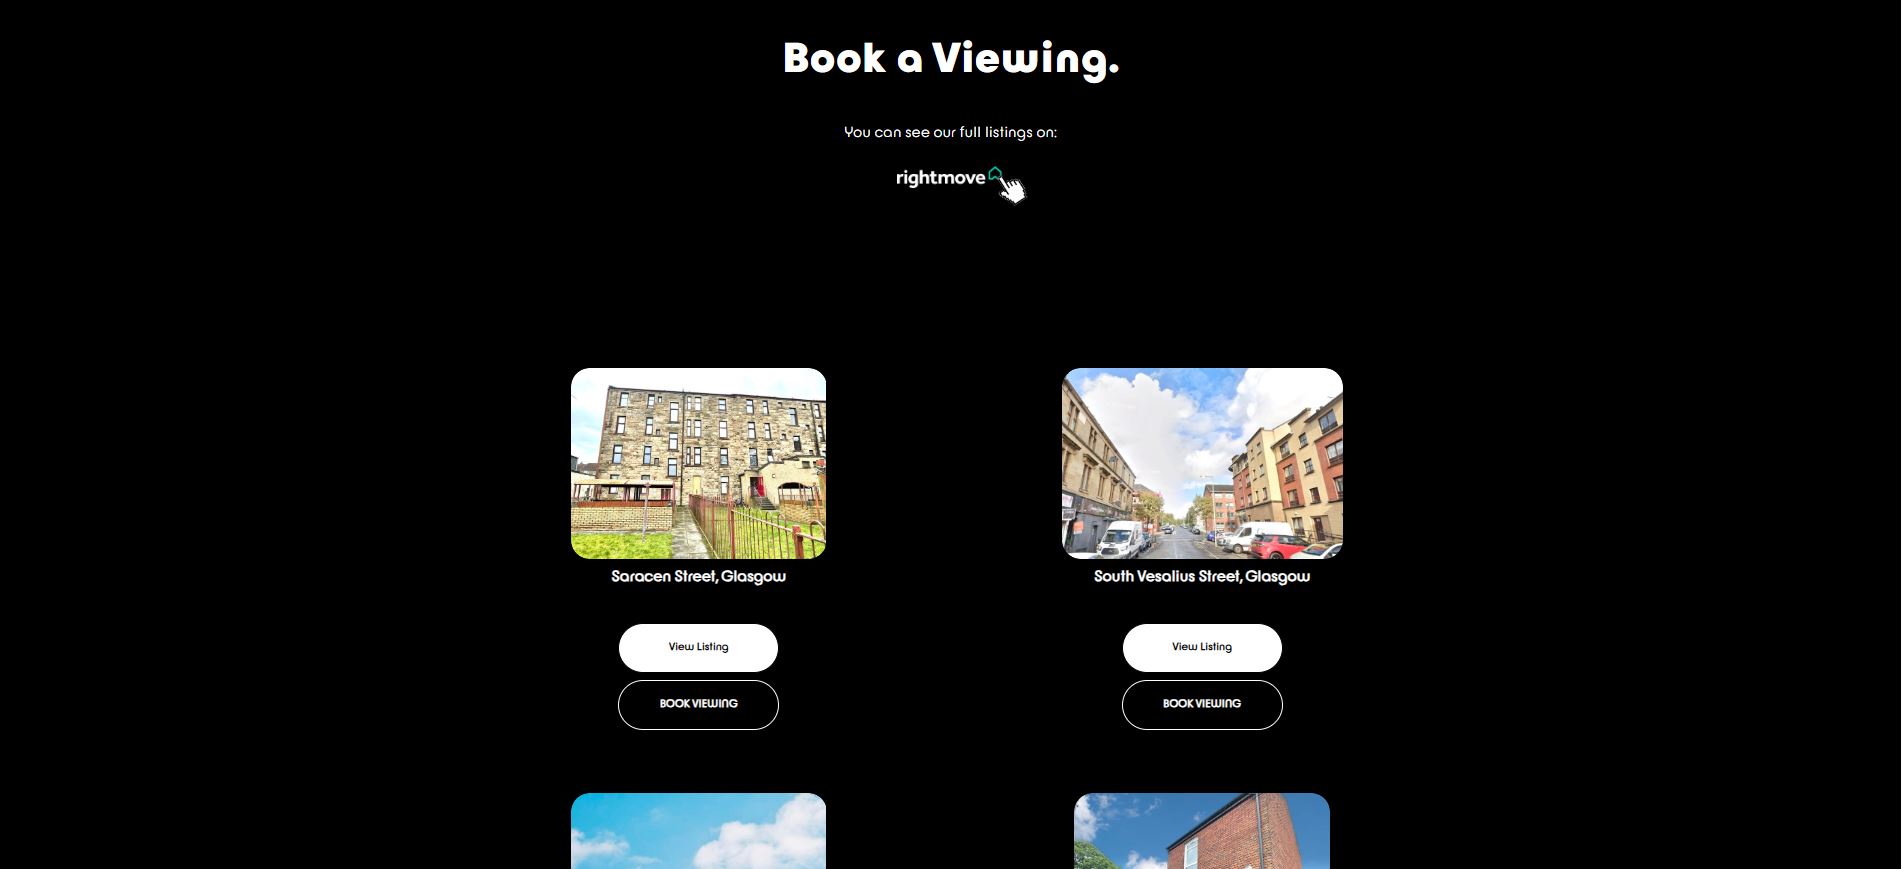 Book a Viewing.
You can see our full listings on:
rightmove
Saracen Street, Glasgow
South Vesalius Street, Glasgow
View Listing
View Listing
BOOK VIEWING
BOOK VIEWING